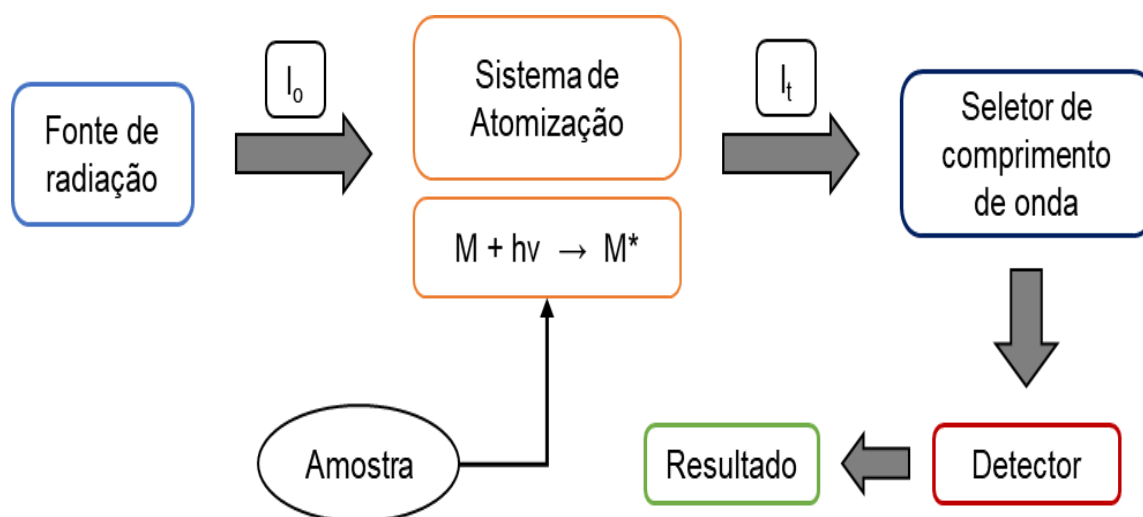 Fonte de
radiação
I₀
Sistema de
Atomização
M + hv → M*
Iₜ
Seletor de
comprimento
de onda
Amostra
Resultado
Detector